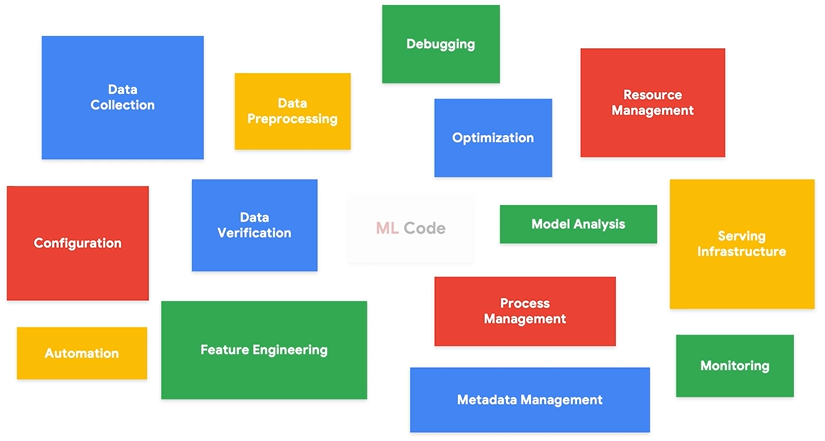 Debugging
Data
Collection
Data
Preprocessing
Resource
Management
Optimization
Data
Verification
ML Code
Model Analysis
Configuration
Serving
Infrastructure
Process
Management
Automation
Feature Engineering
Monitoring
Metadata Management